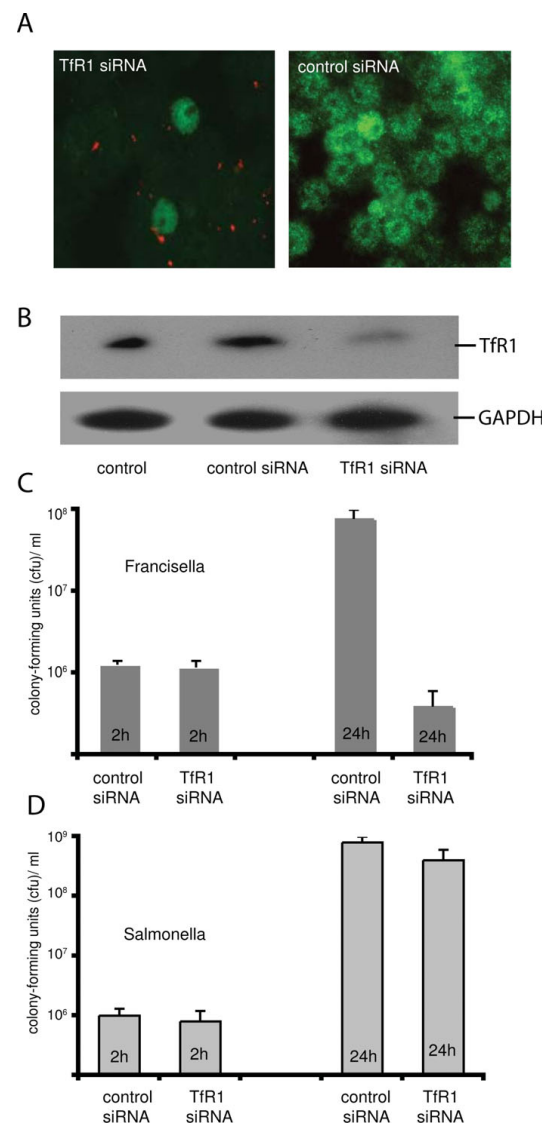 A
TfR1 siRNA
control siRNA
B
TfR1
GAPDH
control
control siRNA
TfR1 siRNA
C
colony-forming units (cfu)/ ml
10⁸
10⁷
10⁶
Francisella
2h
2h
24h
24h
control
siRNA
TfR1
siRNA
control
siRNA
TfR1
siRNA
D
colony-forming units (cfu)/ ml
10⁹
10⁸
10⁷
10⁶
Salmonella
2h
2h
24h
24h
control
siRNA
TfR1
siRNA
control
siRNA
TfR1
siRNA